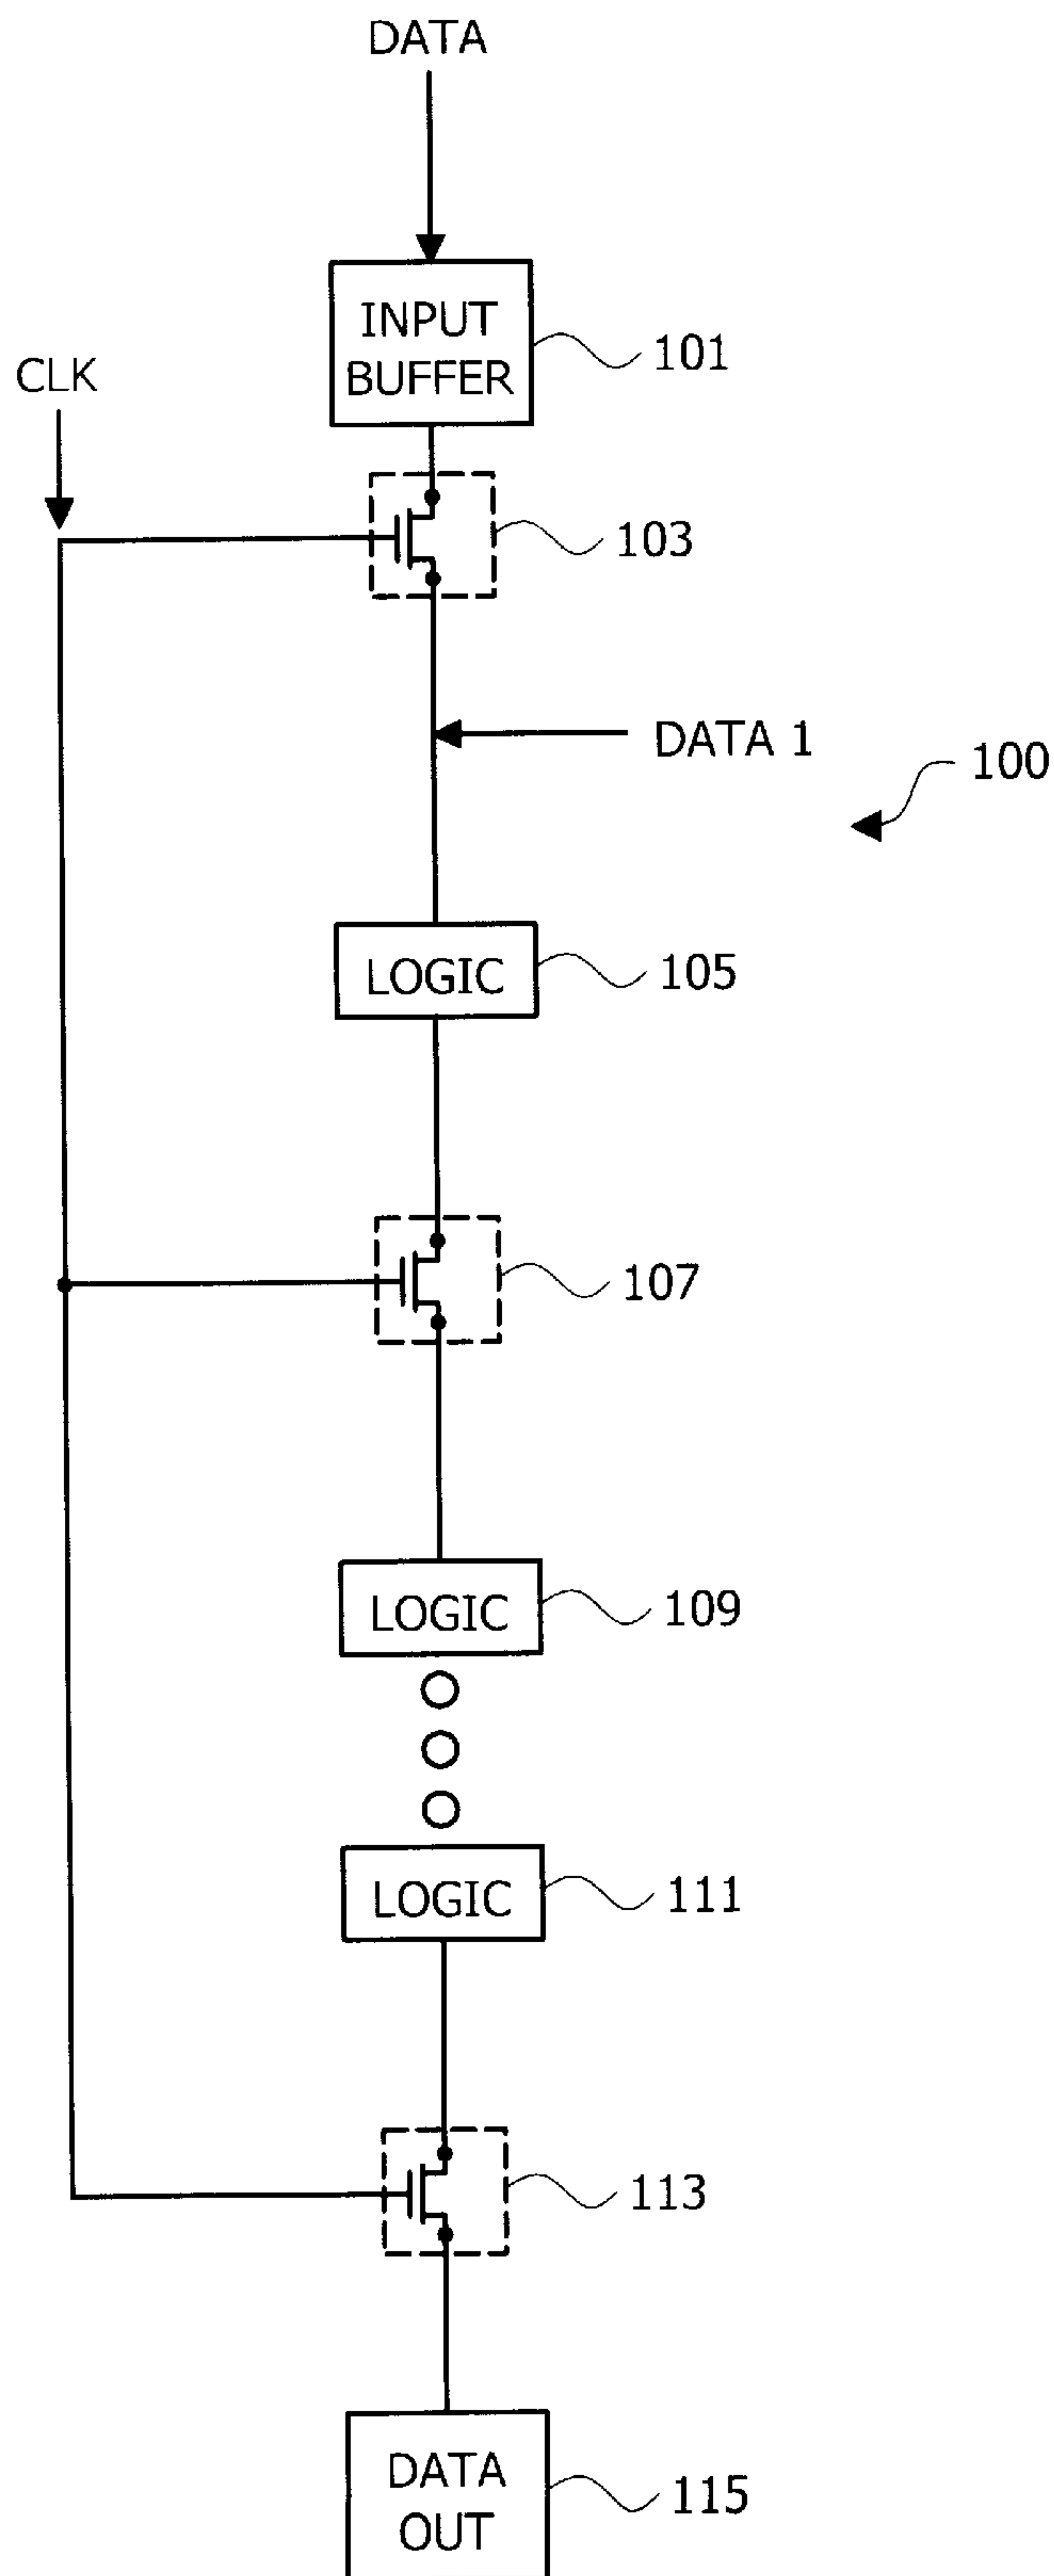 DATA
INPUT
BUFFER
101
CLK
103
DATA 1
100
LOGIC
105
107
LOGIC
109
LOGIC
111
113
DATA
OUT
115